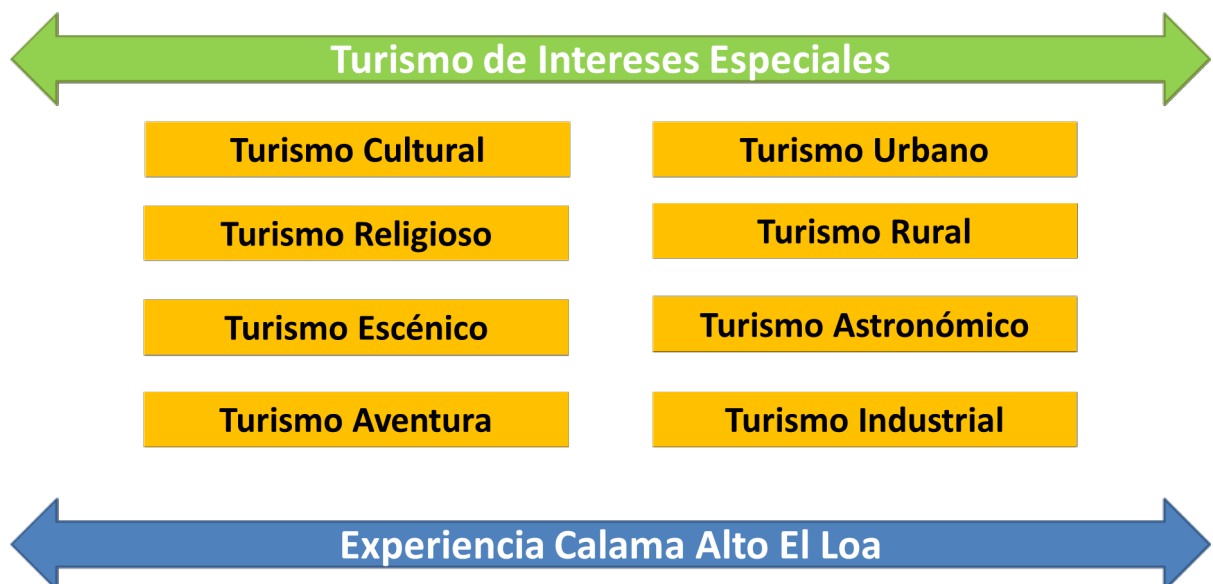 Turismo de Intereses Especiales
Turismo Cultural
Turismo Urbano
Turismo Religioso
Turismo Rural
Turismo Escénico
Turismo Astronómico
Turismo Aventura
Turismo Industrial
Experiencia Calama Alto El Loa